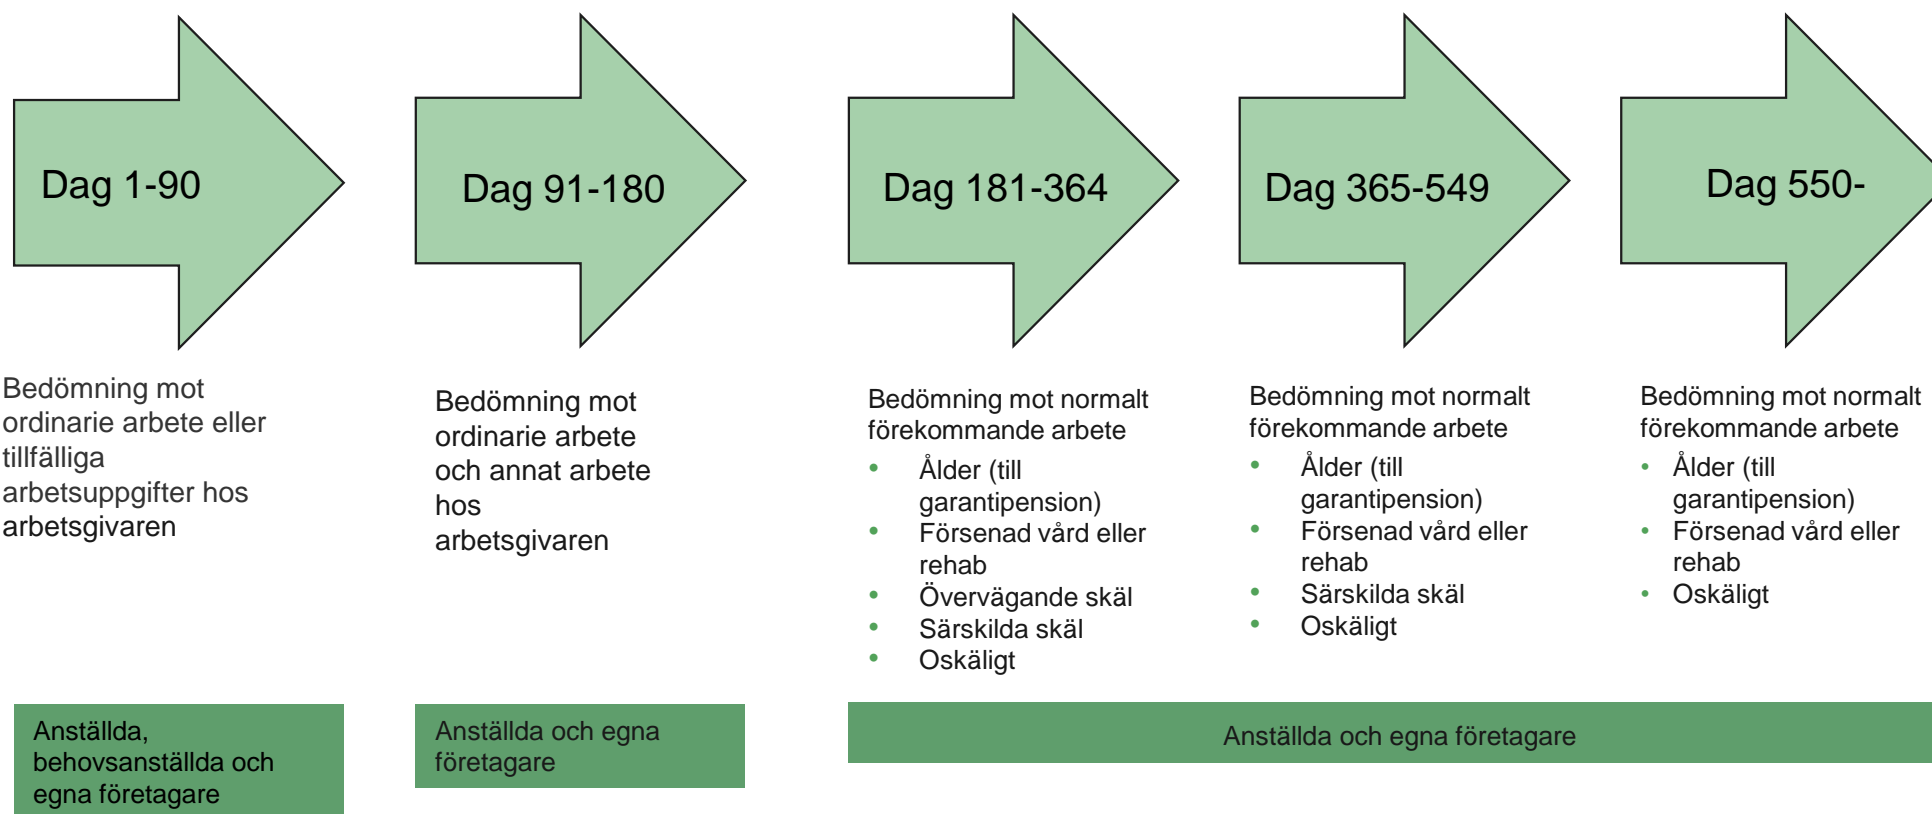 Dag 1-90
Bedömning mot
ordinarie arbete eller
tillfälliga
arbetsuppgifter hos
arbetsgivaren
Anställda,
behovsanställda och
egna företagare
Dag 91-180
Bedömning mot
ordinarie arbete
och annat arbete
hos
arbetsgivaren
Anställda och egna
företagare
Dag 181-364
Bedömning mot normalt
förekommande arbete
• Ålder (till
garantipension)
• Försenad vård eller
rehab
• Övervägande skäl
• Särskilda skäl
• Oskäligt
Dag 365-549
Bedömning mot normalt
förekommande arbete
• Ålder (till
garantipension)
• Försenad vård eller
rehab
• Särskilda skäl
• Oskäligt
Dag 550-
Bedömning mot normalt
förekommande arbete
• Ålder (till
garantipension)
• Försenad vård eller
rehab
• Oskäligt
Anställda och egna företagare